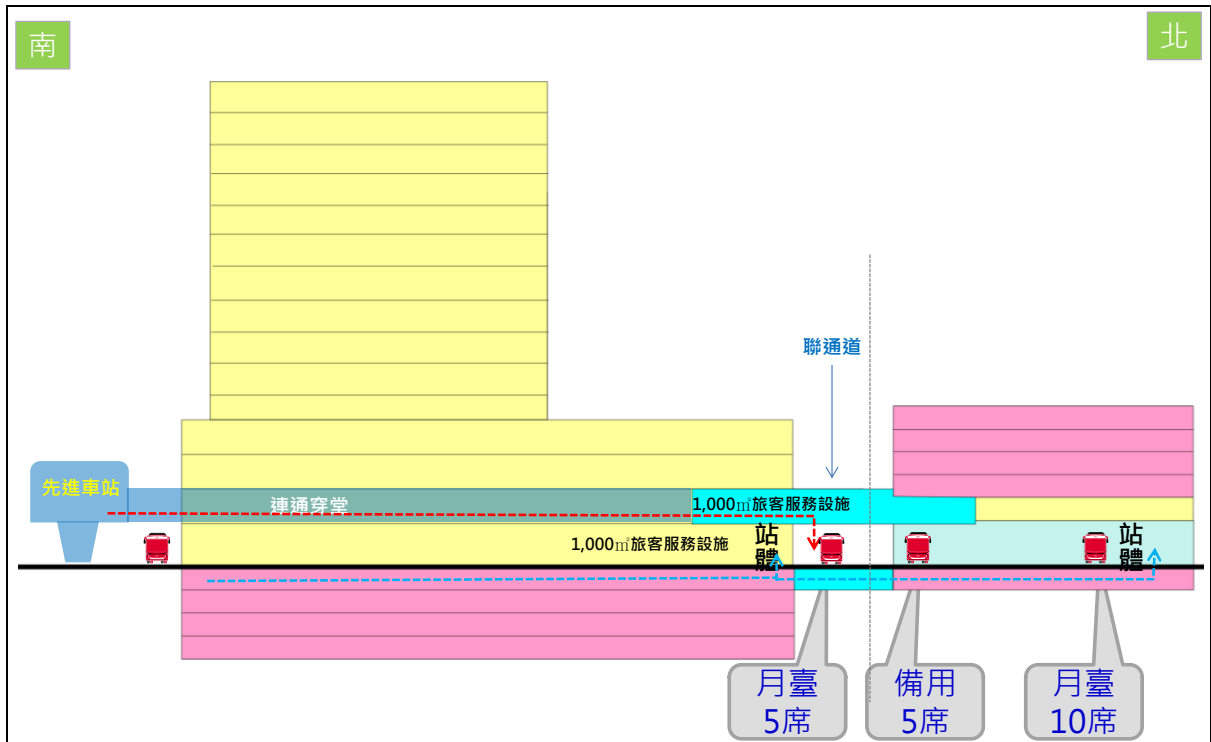 南
北
聯通道
先進車站
連通穿堂
1,000㎡旅客服務設施
1,000㎡旅客服務設施
站
體
站
體
月臺
5席
備用
5席
月臺
10席